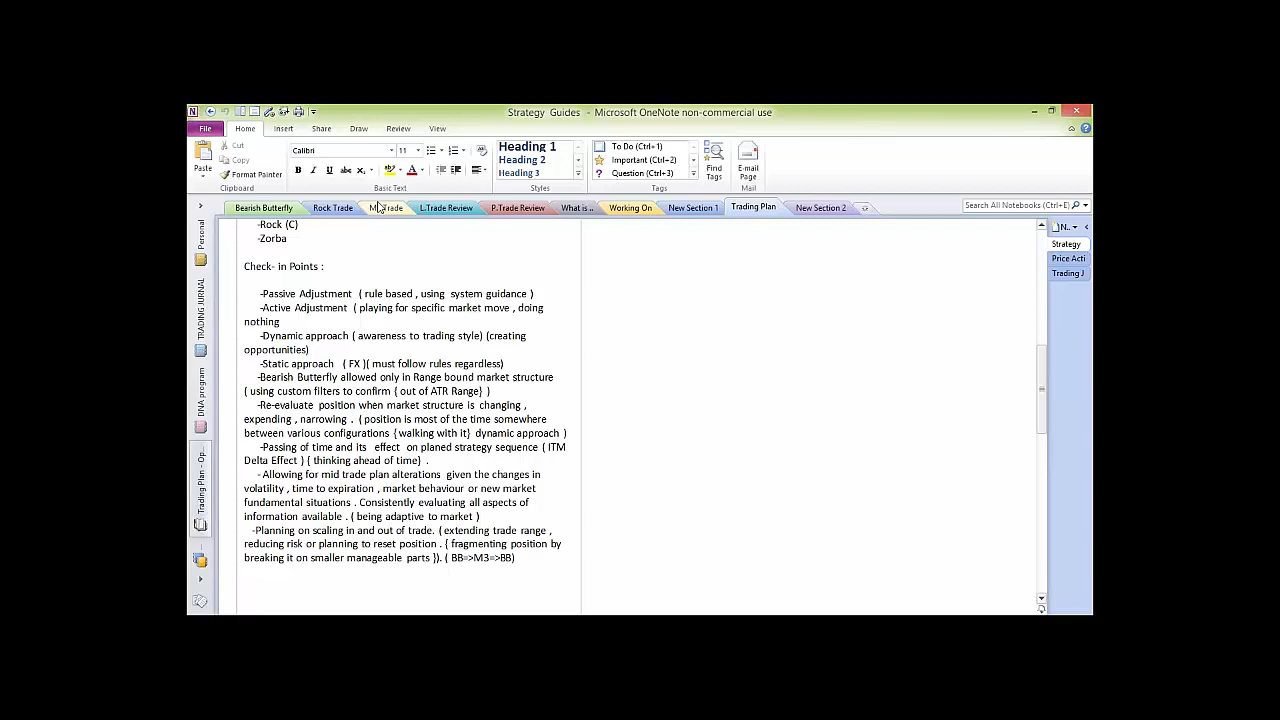 Strategy Guides - Microsoft OneNote non-commercial use
File Home Insert Share Draw Review View
Cut
Copy
Paste
Format Painter
Clipboard
Calibri 11
Basic Text
Heading 1
Heading 2
Heading 3
Styles
To Do (Ctrl+1)
Important (Ctrl+2)
Question (Ctrl+3)
Tags
Find Tags
E-mail Page
Mail
Bearish Butterfly Rock Trade Trade L.Trade Review P.Trade Review What is .. Working On New Section 1 Trading Plan New Section 2
Search All Notebooks (Ctrl+E)
Personal
TRADING JURNAL
DNA program
Trading Plan - Op...
N..
Strategy
Price Acti
Trading J
-Rock (C)
-Zorba
Check- in Points :
-Passive Adjustment ( rule based , using system guidance )
-Active Adjustment ( playing for specific market move , doing
nothing
-Dynamic approach ( awareness to trading style) (creating
opportunities)
-Static approach ( FX )( must follow rules regardless)
-Bearish Butterfly allowed only in Range bound market structure
( using custom filters to confirm { out of ATR Range} )
-Re-evaluate position when market structure is changing ,
expending , narrowing . ( position is most of the time somewhere
between various configurations {walking with it} dynamic approach )
-Passing of time and its effect on planed strategy sequence ( ITM
Delta Effect ) { thinking ahead of time} .
- Allowing for mid trade plan alterations given the changes in
volatility , time to expiration , market behaviour or new market
fundamental situations . Consistently evaluating all aspects of
information available . ( being adaptive to market )
-Planning on scaling in and out of trade. ( extending trade range ,
reducing risk or planning to reset position . { fragmenting position by
breaking it on smaller manageable parts }). ( BB=>M3=>BB)